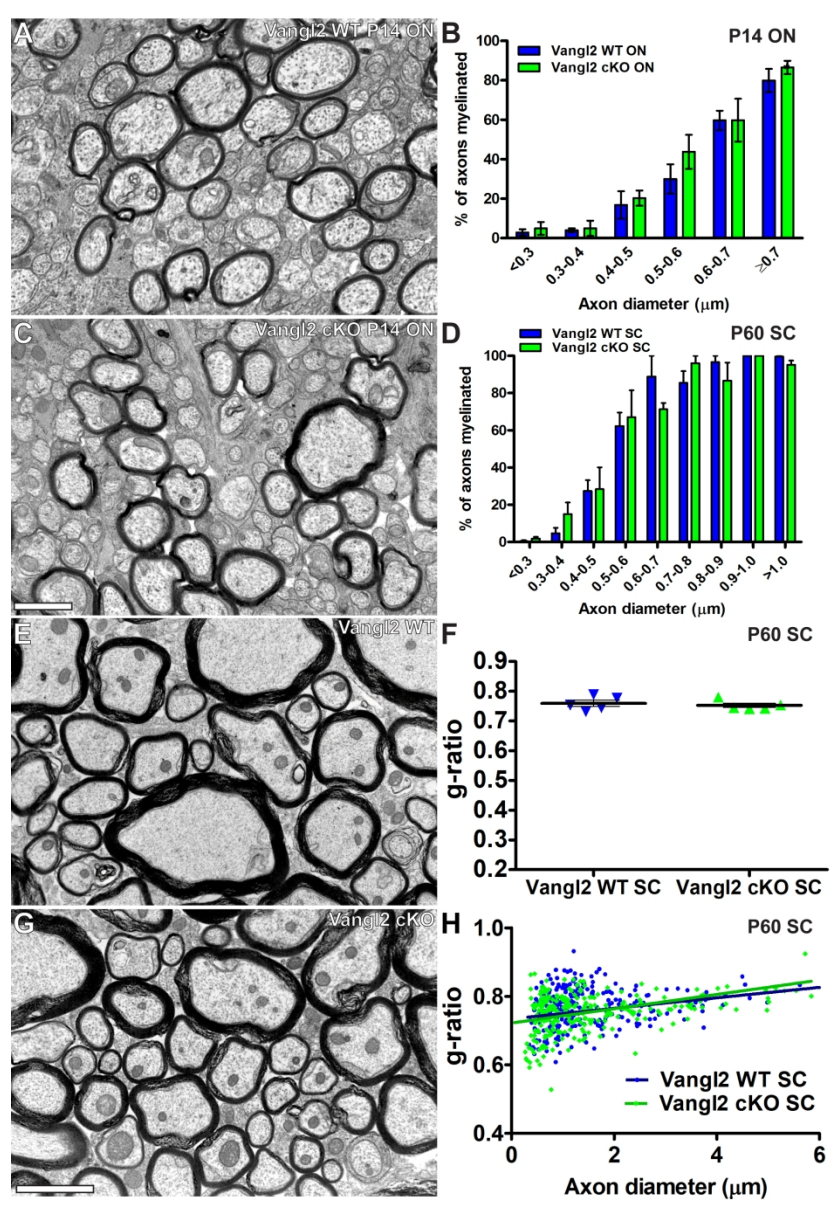 A
Vangl2 WT P14 ON
B
P14 ON
Vangl2 WT ON
Vangl2 cKO ON
% of axons myelinated
100
80
60
40
20
0
<0.3
0.3-0.4
0.4-0.5
0.5-0.6
0.6-0.7
≥0.7
Axon diameter (μm)
C
Vangl2 cKO P14 ON
D
P60 SC
Vangl2 WT SC
Vangl2 cKO SC
% of axons myelinated
100
80
60
40
20
0
<0.3
0.3-0.4
0.4-0.5
0.5-0.6
0.6-0.7
0.7-0.8
0.8-0.9
0.9-1.0
>1.0
Axon diameter (μm)
E
Vangl2 WT
F
P60 SC
g-ratio
0.9
0.8
0.7
0.6
0.5
0.4
0.3
0.2
Vangl2 WT SC
Vangl2 cKO SC
G
Vangl2 cKO
H
P60 SC
g-ratio
1.0
0.8
0.6
0.4
Vangl2 WT SC
Vangl2 cKO SC
0
2
4
6
Axon diameter (μm)